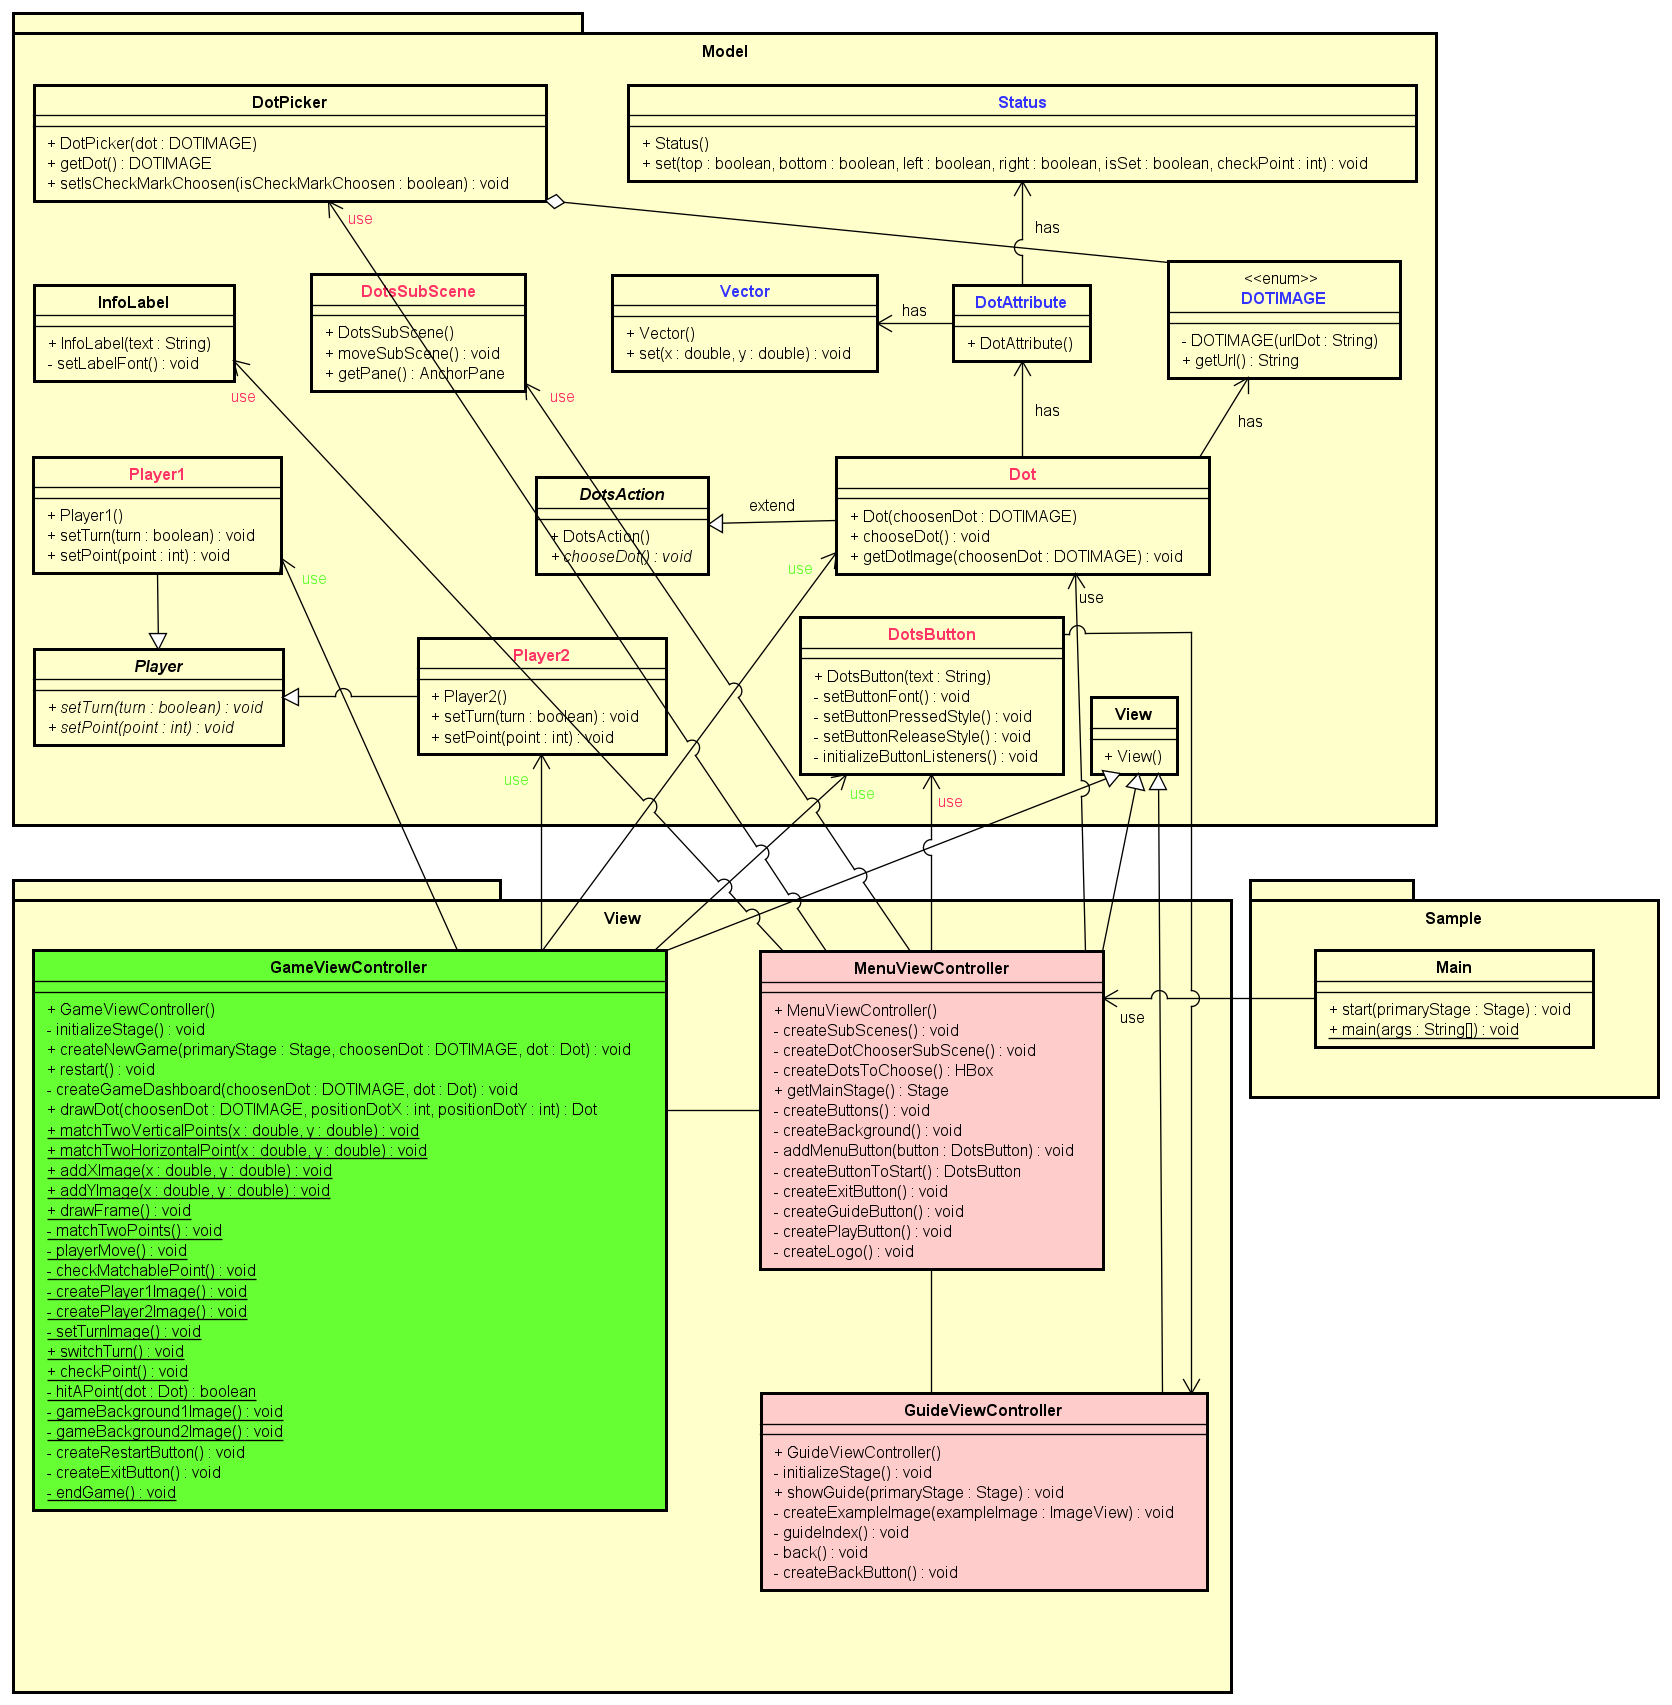 Model
DotPicker
+ DotPicker(dot : DOTIMAGE)
+ getDot() : DOTIMAGE
+ setIsCheckMarkChoosen(isCheckMarkChoosen : boolean) : void
Status
+ Status()
+ set(top : boolean, bottom : boolean, left : boolean, right : boolean, isSet : boolean, checkPoint : int) : void
use
has
InfoLabel
+ InfoLabel(text : String)
- setLabelFont() : void
DotsSubScene
+ DotsSubScene()
+ moveSubScene() : void
+ getPane() : AnchorPane
Vector
+ Vector()
+ set(x : double, y : double) : void
has
DotAttribute
+ DotAttribute()
<<enum>>
DOTIMAGE
- DOTIMAGE(urlDot : String)
+ getUrl() : String
use
use
has
has
Player1
+ Player1()
+ setTurn(turn : boolean) : void
+ setPoint(point : int) : void
use
DotsAction
+ DotsAction()
+ chooseDot() : void
extend
Dot
+ Dot(choosenDot : DOTIMAGE)
+ chooseDot() : void
+ getDotImage(choosenDot : DOTIMAGE) : void
use
use
Player
+ setTurn(turn : boolean) : void
+ setPoint(point : int) : void
Player2
+ Player2()
+ setTurn(turn : boolean) : void
+ setPoint(point : int) : void
use
DotsButton
+ DotsButton(text : String)
- setButtonFont() : void
- setButtonPressedStyle() : void
- setButtonReleaseStyle() : void
- initializeButtonListeners() : void
use
use
View
+ View()
View
GameViewController
+ GameViewController()
- initializeStage() : void
+ createNewGame(primaryStage : Stage, choosenDot : DOTIMAGE, dot : Dot) : void
+ restart() : void
- createGameDashboard(choosenDot : DOTIMAGE, dot : Dot) : void
+ drawDot(choosenDot : DOTIMAGE, positionDotX : int, positionDotY : int) : Dot
+ matchTwoVerticalPoints(x : double, y : double) : void
+ matchTwoHorizontalPoint(x : double, y : double) : void
+ addXImage(x : double, y : double) : void
+ addYImage(x : double, y : double) : void
+ drawFrame() : void
- matchTwoPoints() : void
- playerMove() : void
- checkMatchablePoint() : void
- createPlayer1Image() : void
- createPlayer2Image() : void
- setTurnImage() : void
+ switchTurn() : void
+ checkPoint() : void
- hitAPoint(dot : Dot) : boolean
- gameBackground1Image() : void
- gameBackground2Image() : void
- createRestartButton() : void
- createExitButton() : void
- endGame() : void
MenuViewController
+ MenuViewController()
- createSubScenes() : void
- createDotChooserSubScene() : void
- createDotsToChoose() : HBox
+ getMainStage() : Stage
- createButtons() : void
- createBackground() : void
- addMenuButton(button : DotsButton) : void
- createButtonToStart() : DotsButton
- createExitButton() : void
- createGuideButton() : void
- createPlayButton() : void
- createLogo() : void
use
Sample
Main
+ start(primaryStage : Stage) : void
+ main(args : String[]) : void
GuideViewController
+ GuideViewController()
- initializeStage() : void
+ showGuide(primaryStage : Stage) : void
- createExampleImage(exampleImage : ImageView) : void
- guideIndex() : void
- back() : void
- createBackButton() : void